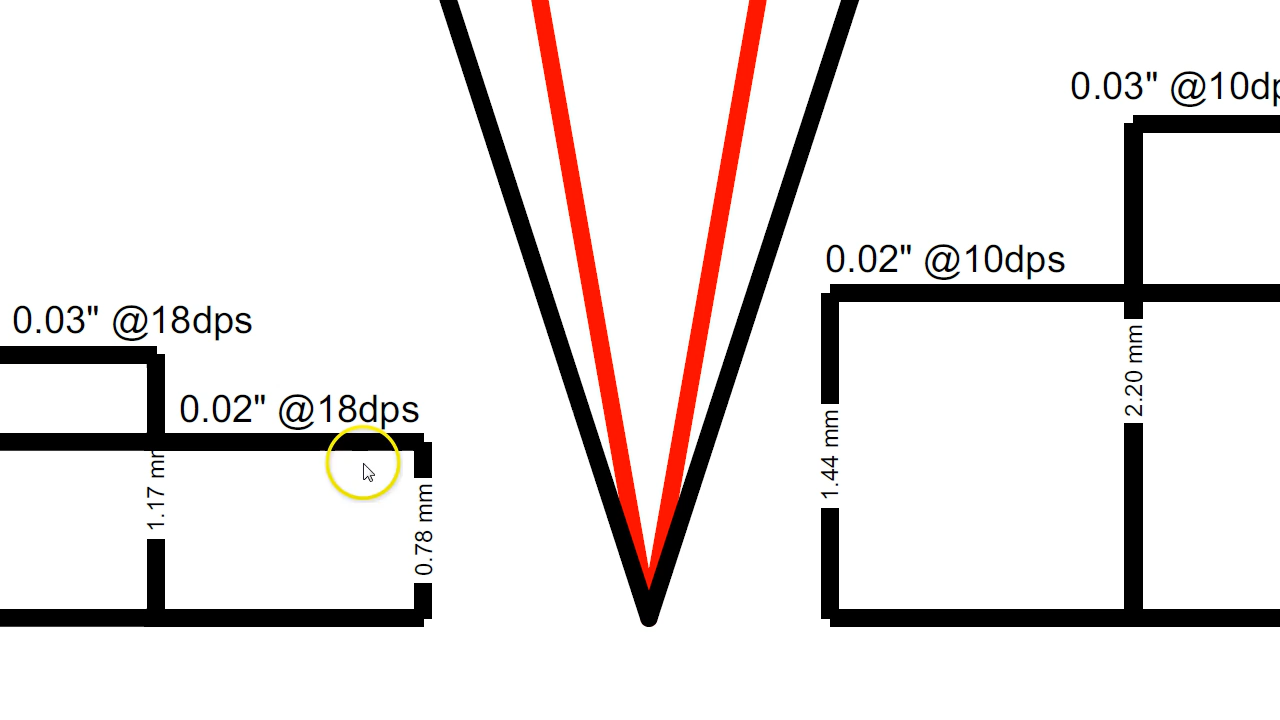 0.03" @10dp
0.02" @10dps
0.03" @18dps
2.20 mm
0.02" @18dps
1.44 mm
1.17 mm
0.78 mm